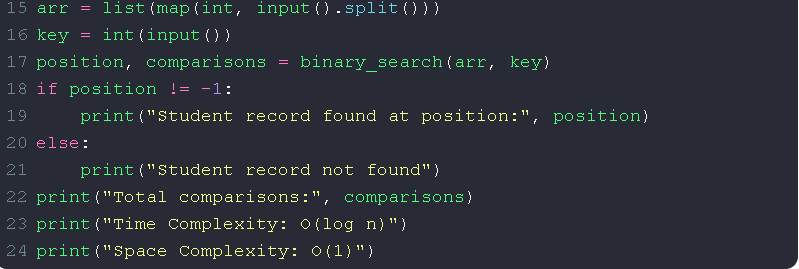 15 arr = list(map(int, input().split()))
16 key = int(input())
17 position, comparisons = binary_search(arr, key)
18 if position != -1:
19     print("Student record found at position:", position)
20 else:
21     print("Student record not found")
22 print("Total comparisons:", comparisons)
23 print("Time Complexity: O(log n)")
24 print("Space Complexity: O(1)")